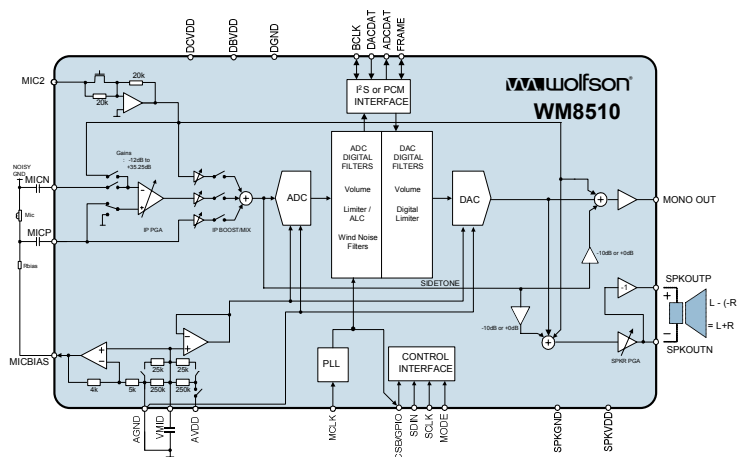 DCVDD
DBVDD
DGND
BCLK
DACDAT
ADCDAT
FRAME
MIC2
20k
20k
I²S or PCM
INTERFACE
wolfson®
WM8510
NOISY
GND
MICN
Mic
MICP
Rbias
Gains
: -12dB to
+35.25dB
-
+
IP PGA
IP BOOST/MIX
+
ADC
ADC
DIGITAL
FILTERS
Volume
Limiter /
ALC
Wind Noise
Filters
DAC
DIGITAL
FILTERS
Volume
Digital
Limiter
DAC
+
MONO OUT
-10dB or +0dB
SIDETONE
-10dB or +0dB
+
-1
SPKR PGA
SPKOUTP
+
-
SPKOUTN
L - (-R
= L+R
MICBIAS
+
-
-
+
4k
5k
25k
25k
250k
250k
PLL
CONTROL
INTERFACE
AGND
VMID
AVDD
MCLK
CSB/GPIO
SDIN
SCLK
MODE
SPKGND
SPKVDD